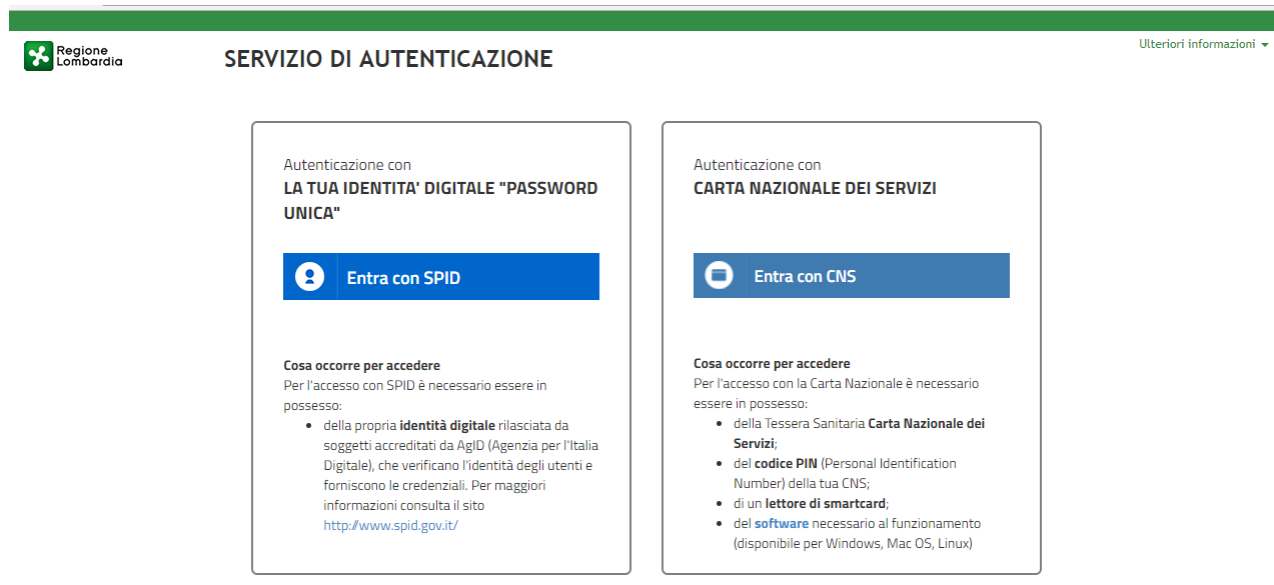 Regione
Lombardia
SERVIZIO DI AUTENTICAZIONE
Ulteriori informazioni
Autenticazione con
LA TUA IDENTITA' DIGITALE "PASSWORD
UNICA"
Entra con SPID
Cosa occorre per accedere
Per l'accesso con SPID è necessario essere in
possesso:
• della propria identità digitale rilasciata da
soggetti accreditati da AgID (Agenzia per l'Italia
Digitale), che verificano l'identità degli utenti e
forniscono le credenziali. Per maggiori
informazioni consulta il sito
http://www.spid.gov.it/
Autenticazione con
CARTA NAZIONALE DEI SERVIZI
Entra con CNS
Cosa occorre per accedere
Per l'accesso con la Carta Nazionale è necessario
essere in possesso:
• della Tessera Sanitaria Carta Nazionale dei
Servizi;
• del codice PIN (Personal Identification
Number) della tua CNS;
• di un lettore di smartcard;
• del software necessario al funzionamento
(disponibile per Windows, Mac OS, Linux)